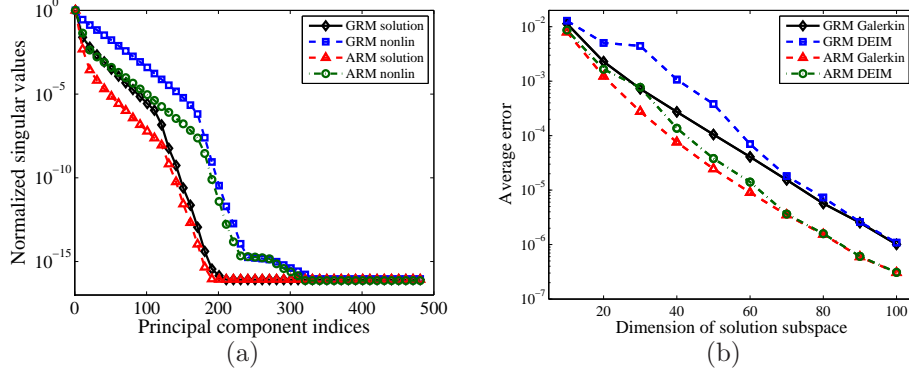 Normalized singular values
10^0
10^-5
10^-10
10^-15
0
100
200
300
400
500
Principal component indices
GRM solution
GRM nonlin
ARM solution
ARM nonlin
(a)
Average error
10^-2
10^-3
10^-4
10^-5
10^-6
10^-7
20
40
60
80
100
Dimension of solution subspace
GRM Galerkin
GRM DEIM
ARM Galerkin
ARM DEIM
(b)